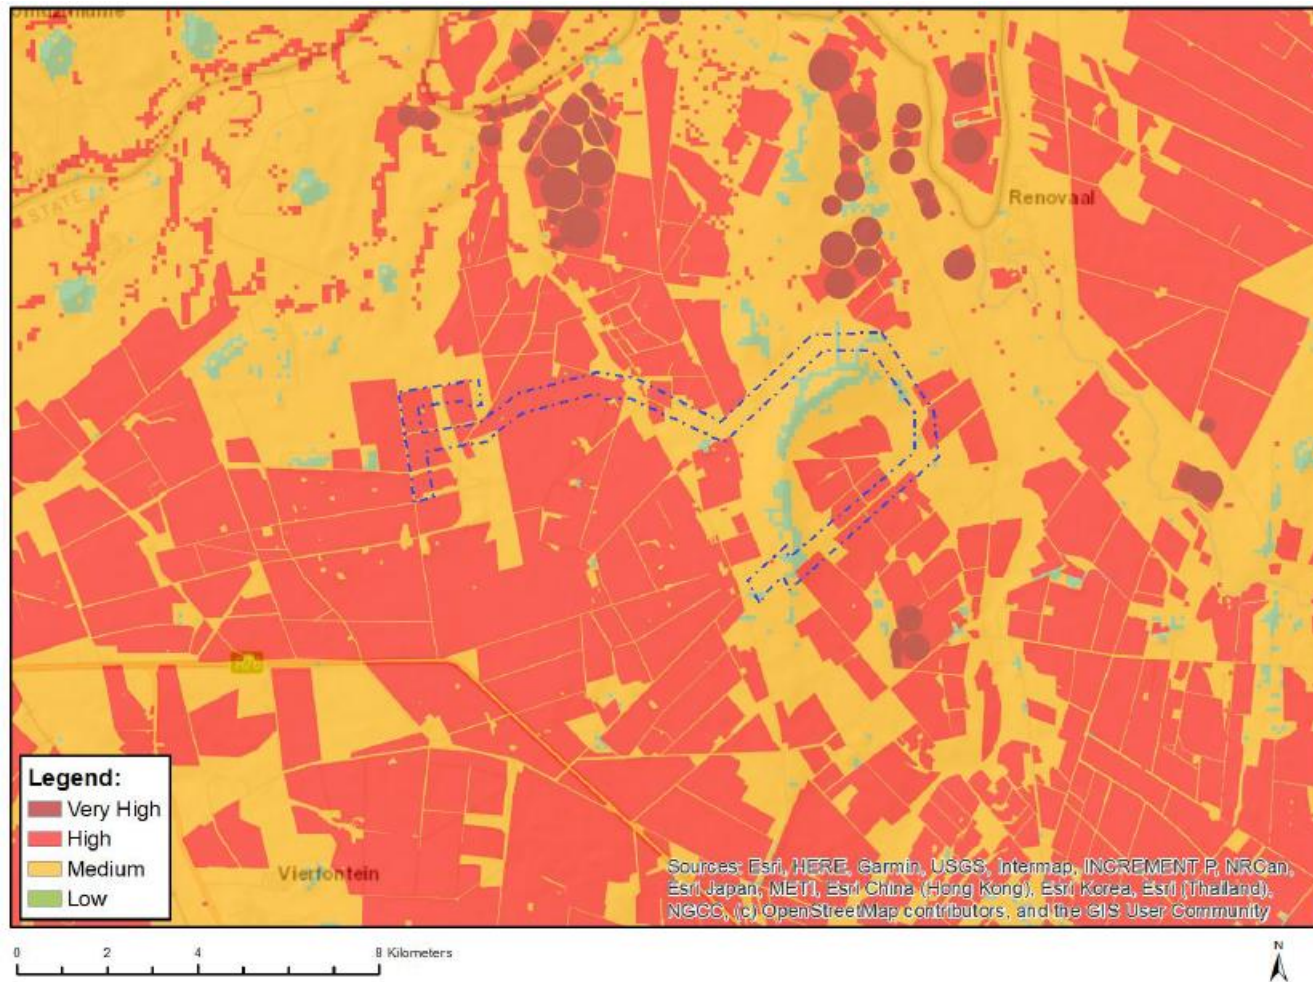 STATE
Renovaal
Vierfontein
Legend:
Very High
High
Medium
Low
Sources: Esri, HERE, Garmin, USGS, Intermap, INCREMENT P, NRCan,
Esri Japan, METI, Esri China (Hong Kong), Esri Korea, Esri (Thailand),
NGCC, (c) OpenStreetMap contributors, and the GIS User Community
0 2 4 8 Kilometers
N